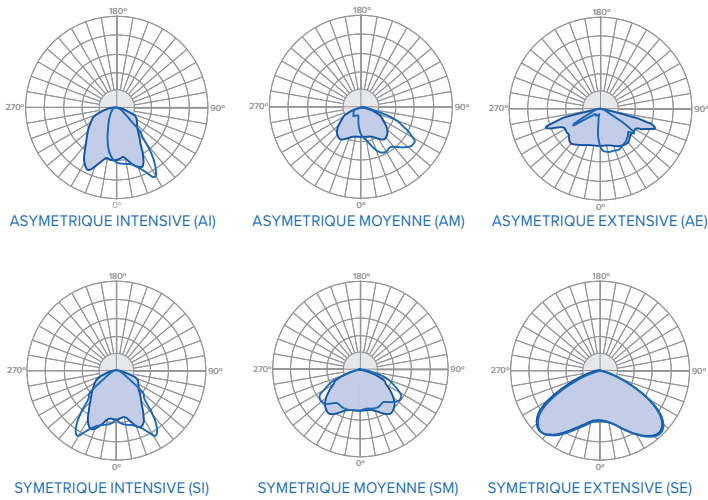 180° 180° 180°
270° 90° 270° 90° 270° 90°
0° 0° 0°
ASYMETRIQUE INTENSIVE (AI) ASYMETRIQUE MOYENNE (AM) ASYMETRIQUE EXTENSIVE (AE)
180° 180° 180°
270° 90° 270° 90° 270° 90°
0° 0° 0°
SYMETRIQUE INTENSIVE (SI) SYMETRIQUE MOYENNE (SM) SYMETRIQUE EXTENSIVE (SE)